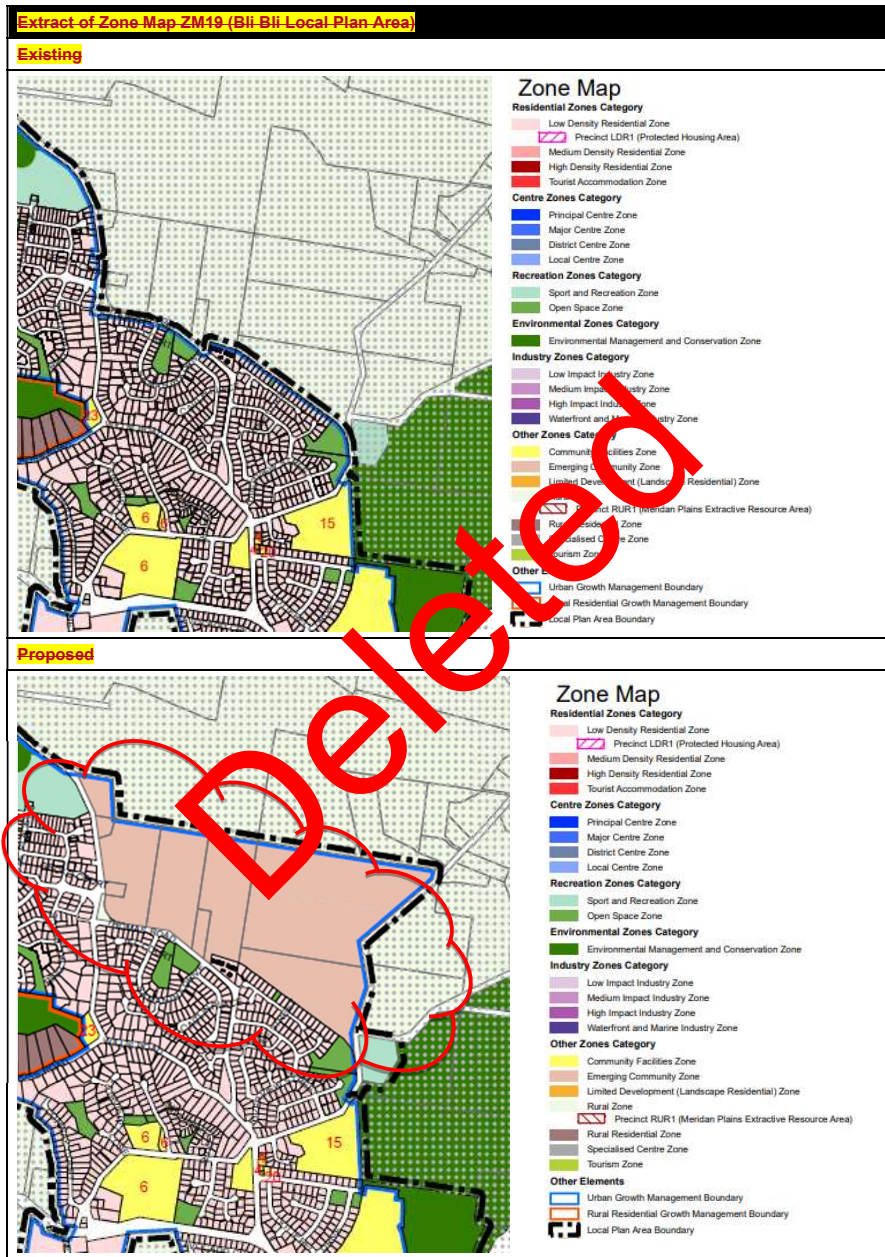 Extract of Zone Map ZM19 (Bli Bli Local Plan Area)
Existing
Zone Map
Residential Zones Category
Low Density Residential Zone
Precinct LDR1 (Protected Housing Area)
Medium Density Residential Zone
High Density Residential Zone
Tourist Accommodation Zone
Centre Zones Category
Principal Centre Zone
Major Centre Zone
District Centre Zone
Local Centre Zone
Recreation Zones Category
Sport and Recreation Zone
Open Space Zone
Environmental Zones Category
Environmental Management and Conservation Zone
Industry Zones Category
Low Impact Industry Zone
Medium Impact Industry Zone
High Impact Industry Zone
Waterfront and Marine Industry Zone
Other Zones Category
Community Facilities Zone
Emerging Community Zone
Limited Development (Landscape Residential) Zone
Precinct RUR1 (Meridan Plains Extractive Resource Area)
Rural Residential Zone
Specialised Centre Zone
Tourism Zone
Other E
Urban Growth Management Boundary
Rural Residential Growth Management Boundary
Local Plan Area Boundary
23
6
6
15
6
Deleted
Proposed
Zone Map
Residential Zones Category
Low Density Residential Zone
Precinct LDR1 (Protected Housing Area)
Medium Density Residential Zone
High Density Residential Zone
Tourist Accommodation Zone
Centre Zones Category
Principal Centre Zone
Major Centre Zone
District Centre Zone
Local Centre Zone
Recreation Zones Category
Sport and Recreation Zone
Open Space Zone
Environmental Zones Category
Environmental Management and Conservation Zone
Industry Zones Category
Low Impact Industry Zone
Medium Impact Industry Zone
High Impact Industry Zone
Waterfront and Marine Industry Zone
Other Zones Category
Community Facilities Zone
Emerging Community Zone
Limited Development (Landscape Residential) Zone
Rural Zone
Precinct RUR1 (Meridan Plains Extractive Resource Area)
Rural Residential Zone
Specialised Centre Zone
Tourism Zone
Other Elements
Urban Growth Management Boundary
Rural Residential Growth Management Boundary
Local Plan Area Boundary
23
6
6
15
6